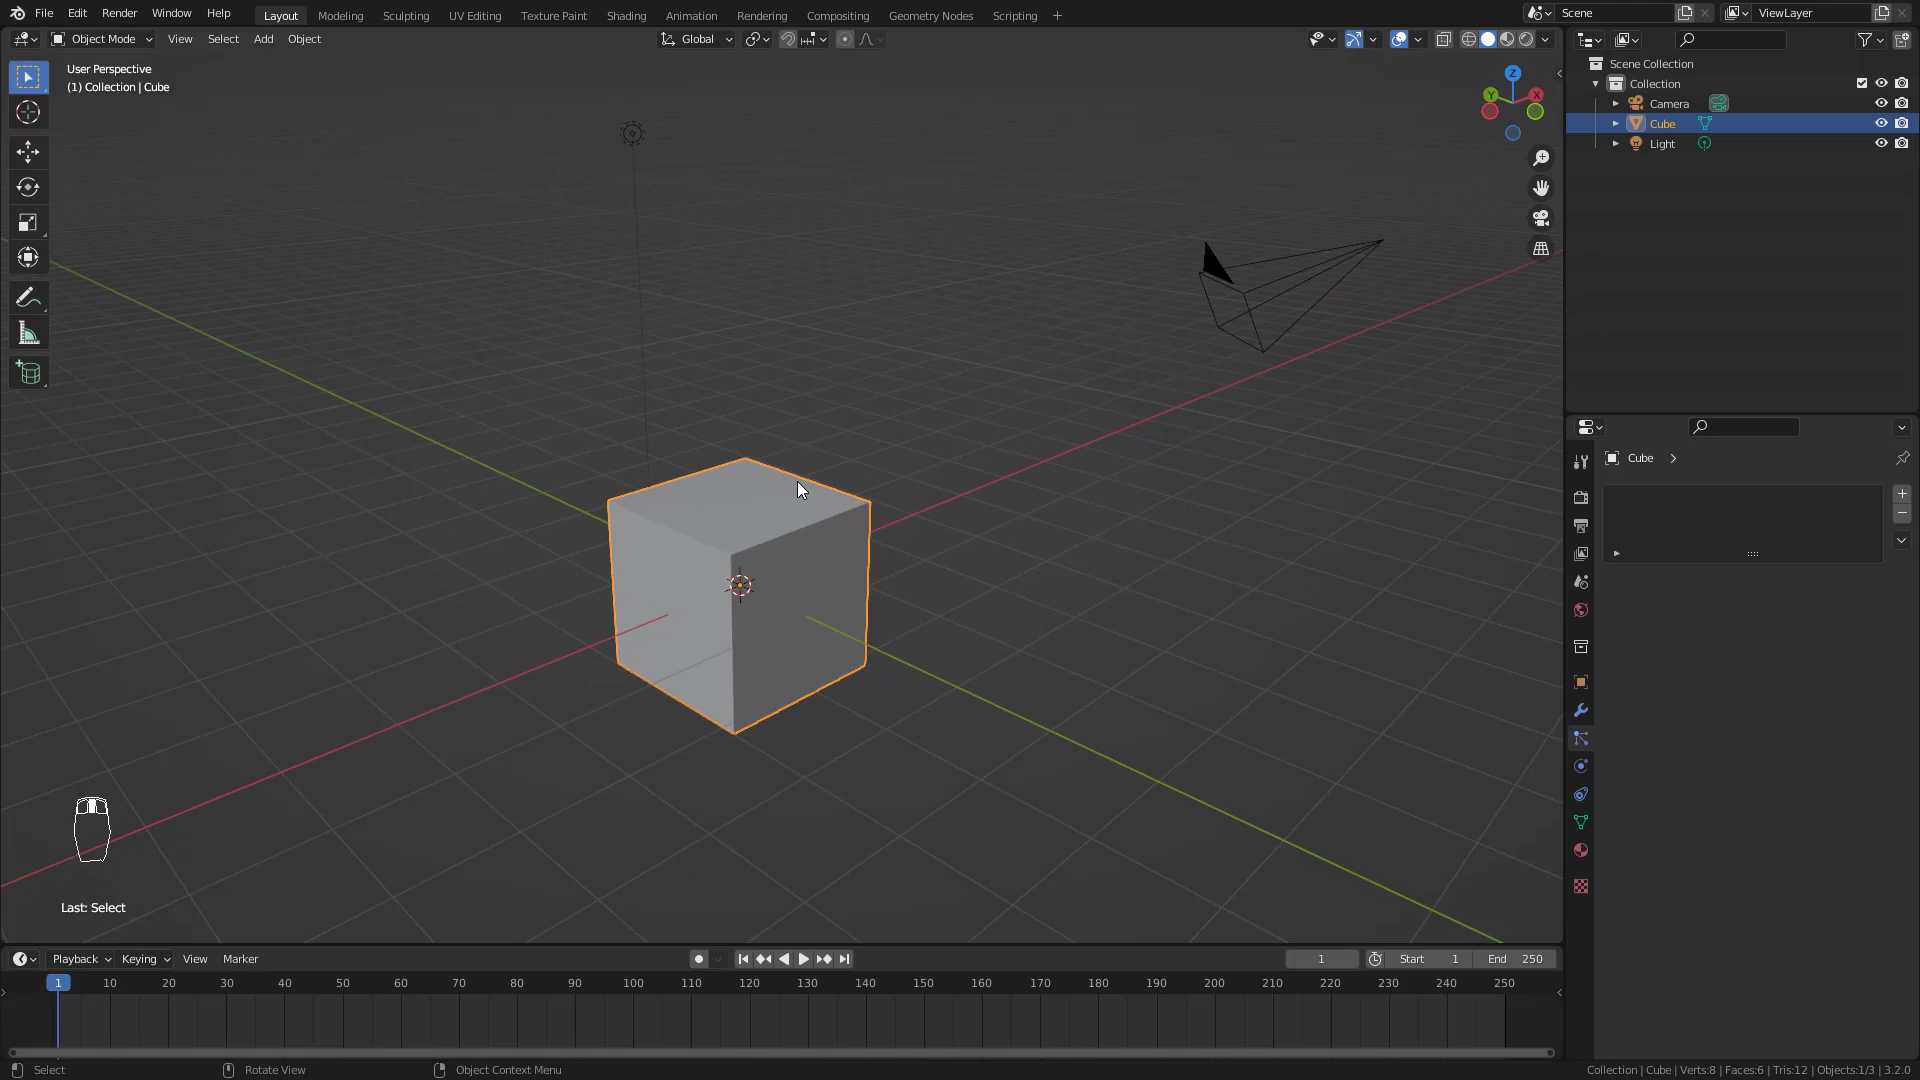 File Edit Render Window Help Layout Modeling Sculpting UV Editing Texture Paint Shading Animation Rendering Compositing Geometry Nodes Scripting + Scene ViewLayer
Object Mode View Select Add Object Global
User Perspective
(1) Collection | Cube
Z
Y X
Scene Collection
Collection
Camera
Cube
Light
Cube
Last: Select
Playback Keying View Marker 1 Start 1 End 250
1 10 20 30 40 50 60 70 80 90 100 110 120 130 140 150 160 170 180 190 200 210 220 230 240 250
Select Rotate View Object Context Menu Collection | Cube | Verts:8 | Faces:6 | Tris:12 | Objects:1/3 | 3.2.0